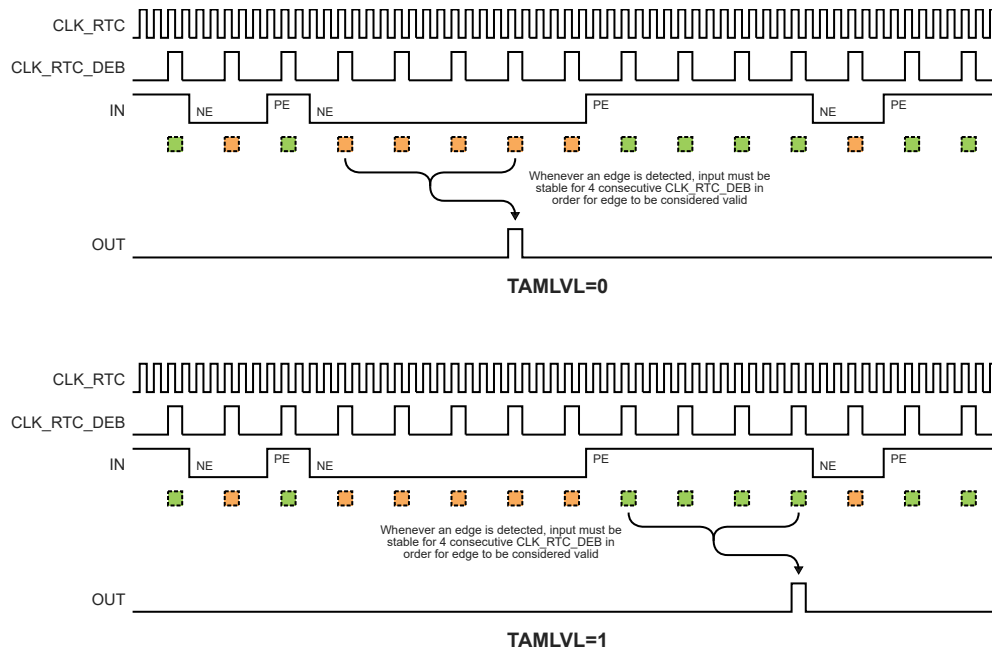 CLK_RTC
CLK_RTC_DEB
IN
NE
PE
NE
PE
NE
PE
Whenever an edge is detected, input must be
stable for 4 consecutive CLK_RTC_DEB in
order for edge to be considered valid
OUT
TAMLVL=0
CLK_RTC
CLK_RTC_DEB
IN
NE
PE
NE
PE
NE
PE
Whenever an edge is detected, input must be
stable for 4 consecutive CLK_RTC_DEB in
order for edge to be considered valid
OUT
TAMLVL=1